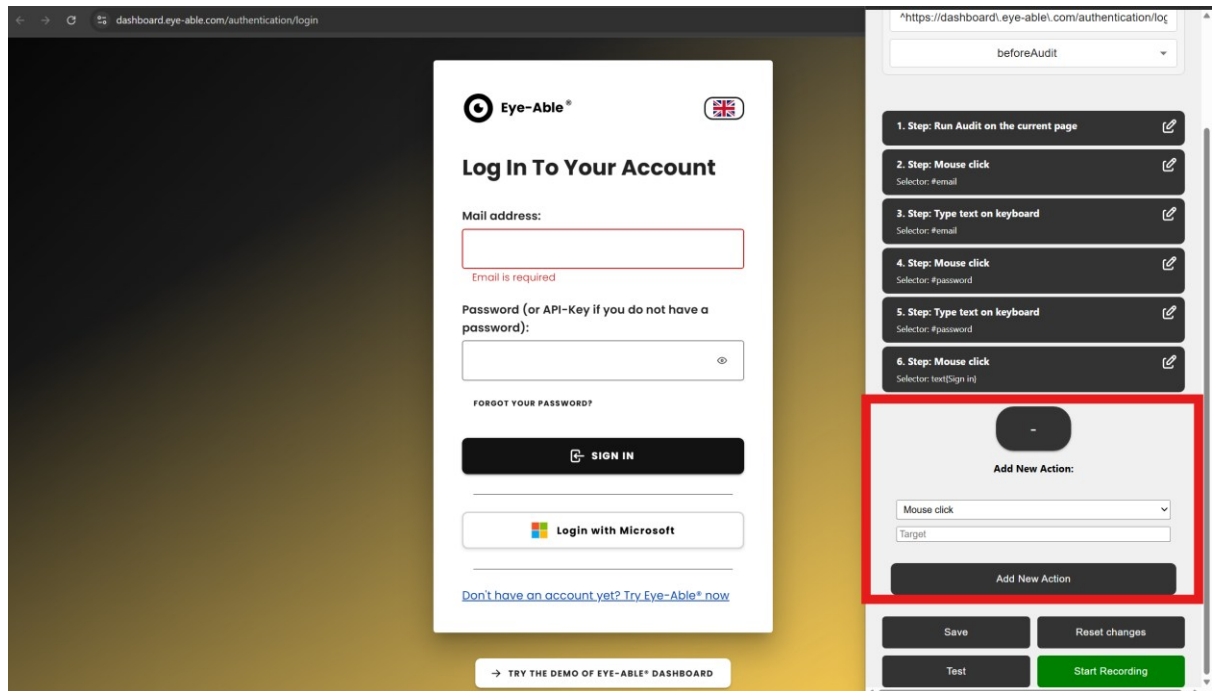 dashboard.eye-able.com/authentication/login
Eye-Able®
Log In To Your Account
Mail address:
Email is required
Password (or API-Key if you do not have a
password):
FORGOT YOUR PASSWORD?
SIGN IN
Login with Microsoft
Don't have an account yet? Try Eye-Able® now
→ TRY THE DEMO OF EYE-ABLE® DASHBOARD
^https://dashboard\.eye-able\.com/authentication/log
beforeAudit
1. Step: Run Audit on the current page
2. Step: Mouse click
Selector: #email
3. Step: Type text on keyboard
Selector: #email
4. Step: Mouse click
Selector: #password
5. Step: Type text on keyboard
Selector: #password
6. Step: Mouse click
Selector: text(Sign in)
-
Add New Action:
Mouse click
Target
Add New Action
Save
Reset changes
Test
Start Recording